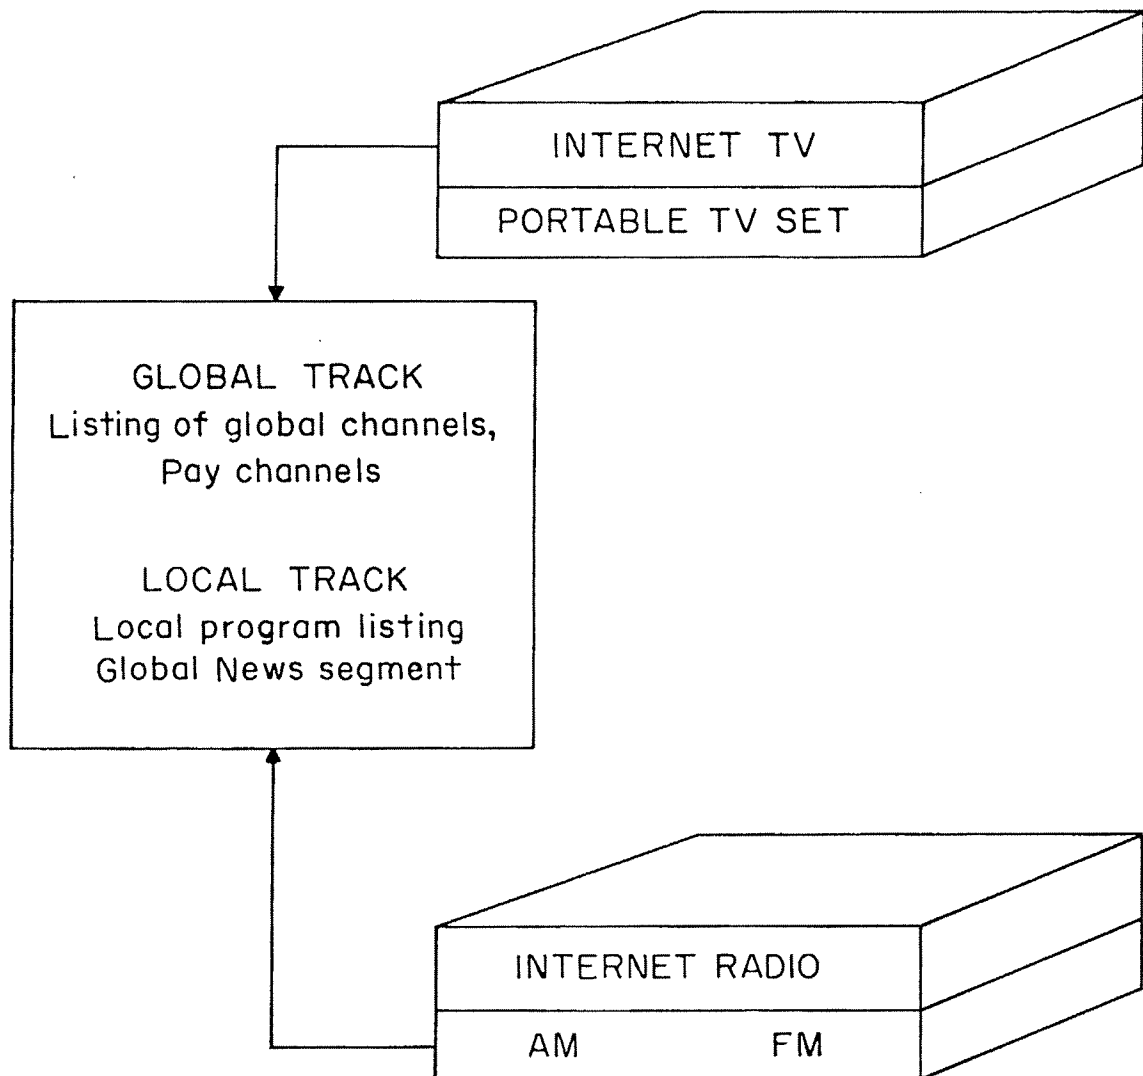 INTERNET TV
PORTABLE TV SET
GLOBAL TRACK
Listing of global channels,
Pay channels
LOCAL TRACK
Local program listing
Global News segment
INTERNET RADIO
AM FM